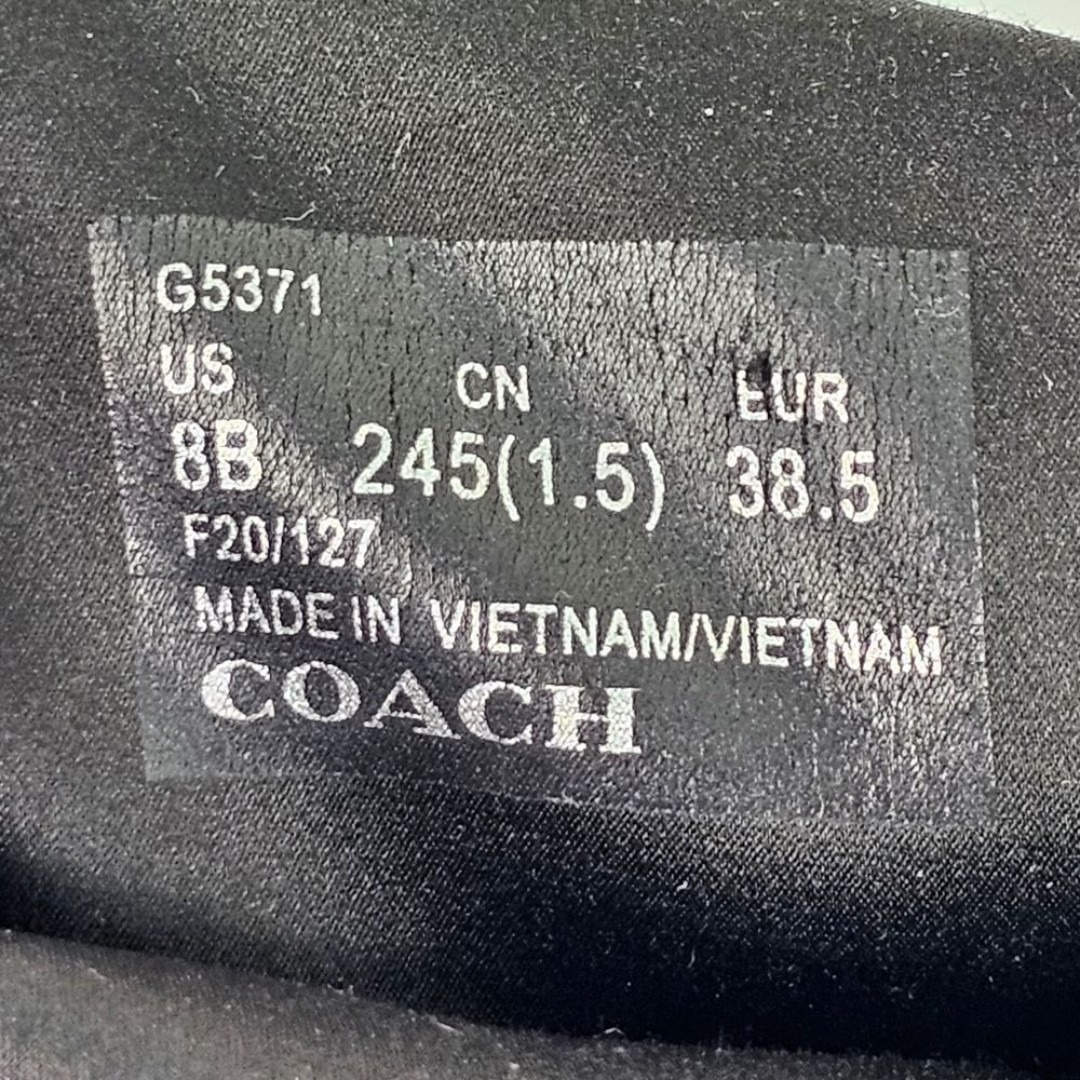 G5371
US CN EUR
8B 245(1.5) 38.5
F20/127
MADE IN VIETNAM/VIETNAM
COACH